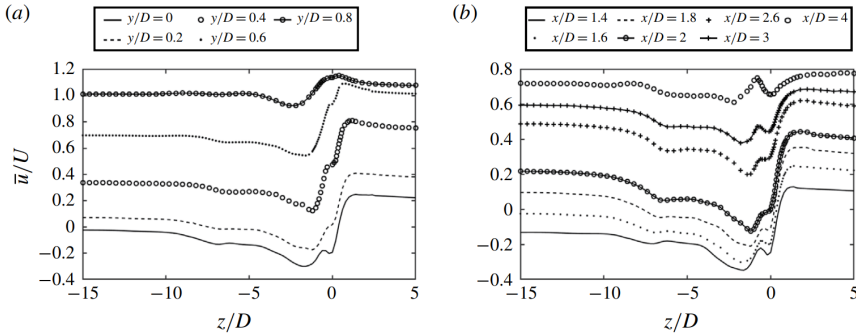 (a)
y/D = 0 y/D = 0.4 y/D = 0.8
y/D = 0.2 y/D = 0.6
1.2
1.0
0.8
0.6
0.4
0.2
0
−0.2
−0.4
u̅/U
−15 −10 −5 0 5
z/D
(b)
x/D = 1.4 x/D = 1.8 x/D = 2.6 x/D = 4
x/D = 1.6 x/D = 2 x/D = 3
0.8
0.6
0.4
0.2
0
−0.2
−0.4
−15 −10 −5 0 5
z/D